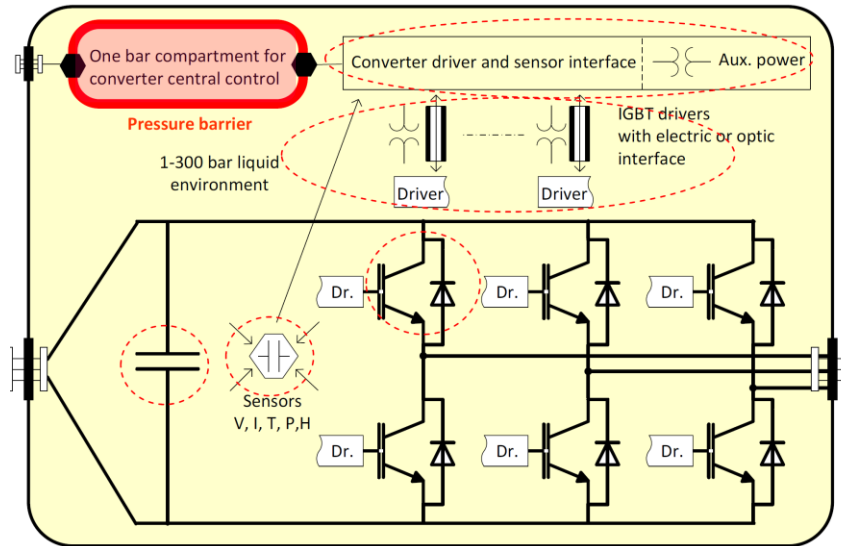 One bar compartment for
converter central control
Pressure barrier
Converter driver and sensor interface
Aux. power
IGBT drivers
with electric or optic
interface
1-300 bar liquid
environment
Driver
Driver
Dr.
Dr.
Dr.
Sensors
V, I, T, P,H
Dr.
Dr.
Dr.